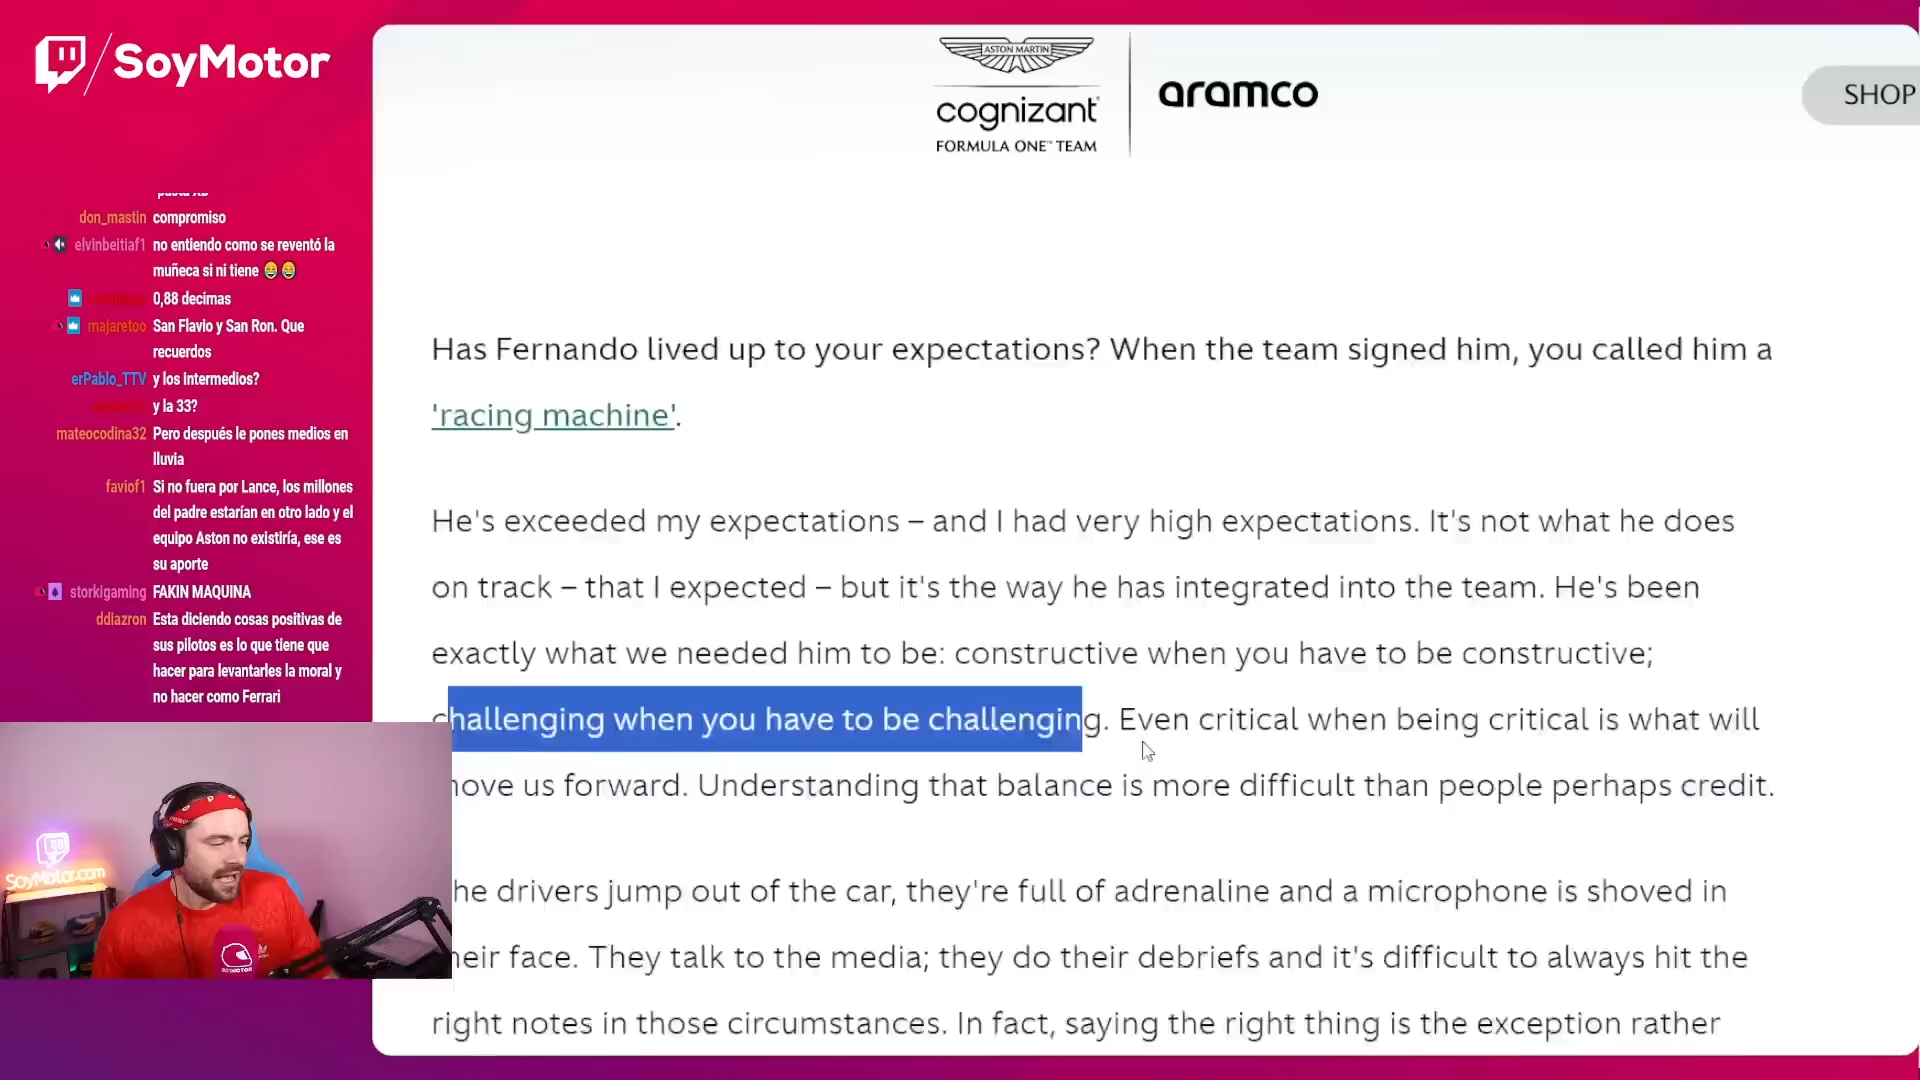 SoyMotor
don_mastin compromiso
elvinbeitiaf1 no entiendo como se reventó la
muñeca si ni tiene 😂 😂
0,88 decimas
majaretoo San Flavio y San Ron. Que
recuerdos
erPablo_TTV y los intermedios?
y la 33?
mateocodina32 Pero después le pones medios en
lluvia
faviof1 Si no fuera por Lance, los millones
del padre estarían en otro lado y el
equipo Aston no existiría, ese es
su aporte
storkigaming FAKIN MAQUINA
ddiazron Esta diciendo cosas positivas de
sus pilotos es lo que tiene que
hacer para levantarles la moral y
no hacer como Ferrari
SoyMotor.com
ASTON MARTIN
cognizant
FORMULA ONE™ TEAM
aramco
SHOP
Has Fernando lived up to your expectations? When the team signed him, you called him a
'racing machine'.
He's exceeded my expectations – and I had very high expectations. It's not what he does
on track – that I expected – but it's the way he has integrated into the team. He's been
exactly what we needed him to be: constructive when you have to be constructive;
challenging when you have to be challenging. Even critical when being critical is what will
move us forward. Understanding that balance is more difficult than people perhaps credit.
he drivers jump out of the car, they're full of adrenaline and a microphone is shoved in
heir face. They talk to the media; they do their debriefs and it's difficult to always hit the
right notes in those circumstances. In fact, saying the right thing is the exception rather